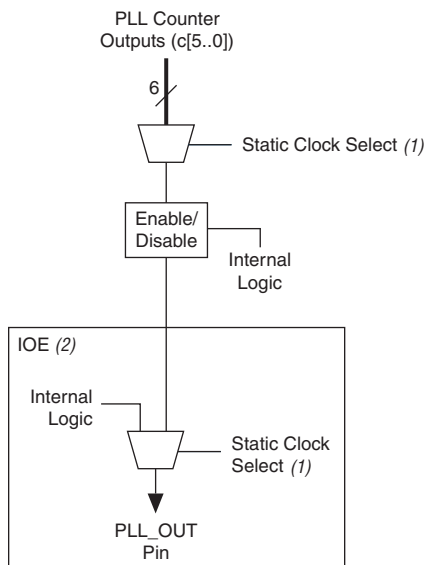 PLL Counter
Outputs (c[5..0])
6
Static Clock Select (1)
Enable/
Disable
Internal
Logic
IOE (2)
Internal
Logic
Static Clock
Select (1)
PLL_OUT
Pin